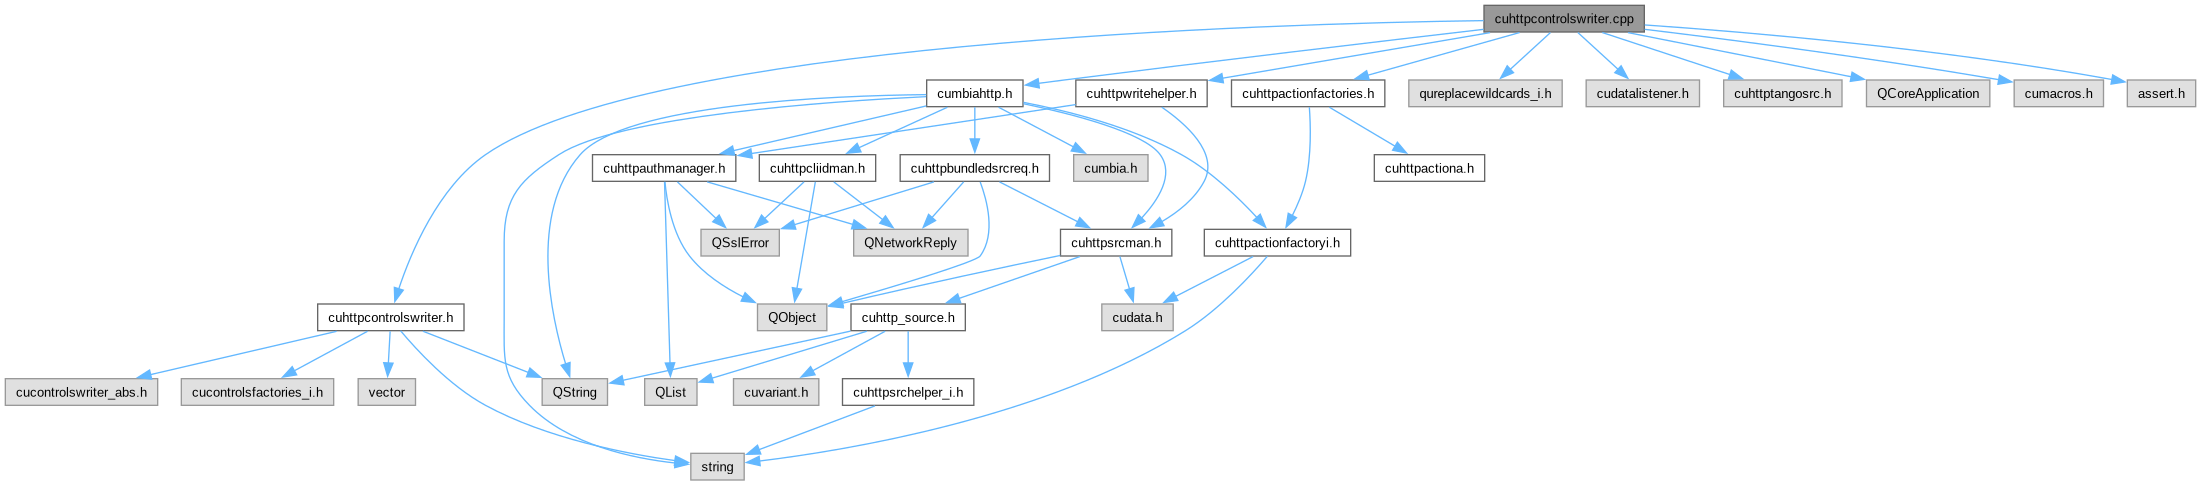 cuhttpcontrolswriter.cpp
cumbiahttp.h
cuhttpwritehelper.h
cuhttpactionfactories.h
qureplacewildcards_i.h
cudatalistener.h
cuhttptangosrc.h
QCoreApplication
cumacros.h
assert.h
cuhttpauthmanager.h
cuhttpcliidman.h
cuhttpbundledsrcreq.h
cumbia.h
cuhttpactiona.h
QSslError
QNetworkReply
cuhttpsrcman.h
cuhttpactionfactoryi.h
cuhttpcontrolswriter.h
QObject
cuhttp_source.h
cudata.h
cucontrolswriter_abs.h
cucontrolsfactories_i.h
vector
QString
QList
cuvariant.h
cuhttpsrchelper_i.h
string